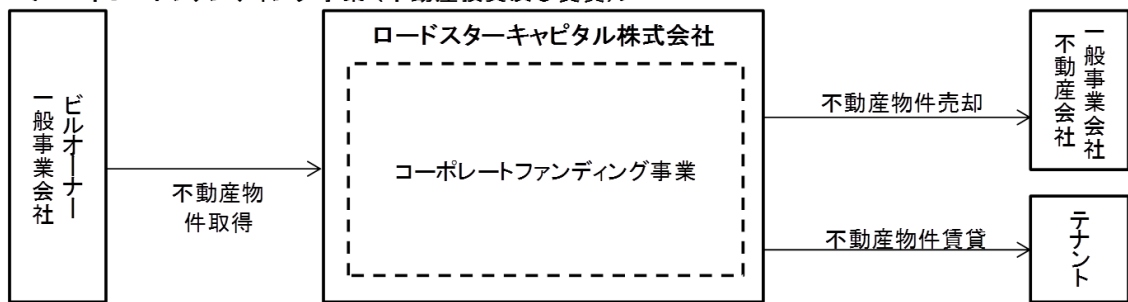 ロードスターキャピタル株式会社
ビルオーナー
一般事業会社
不動産物
件取得
コーポレートファンディング事業
不動産物件売却
一般事業会社
不動産会社
不動産物件賃貸
テナント